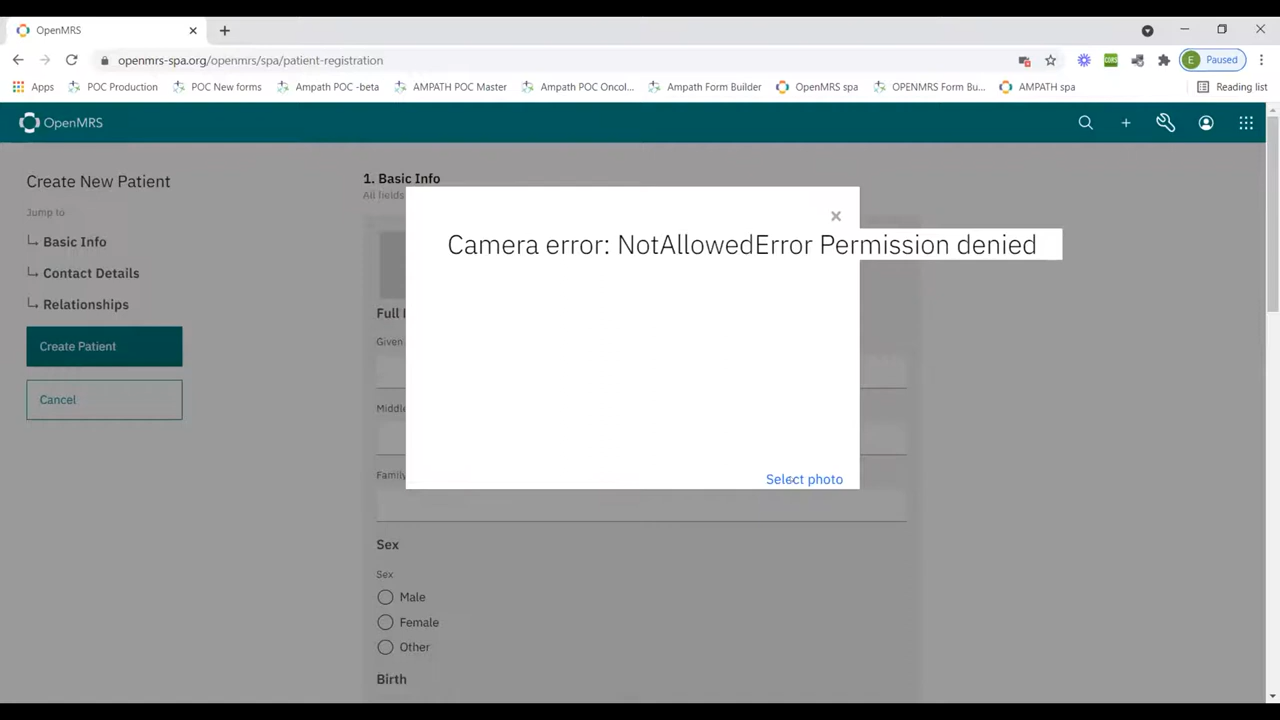 OpenMRS
openmrs-spa.org/openmrs/spa/patient-registration
E Paused
Apps POC Production POC New forms Ampath POC -beta AMPATH POC Master Ampath POC Oncol... Ampath Form Builder OpenMRS spa OPENMRS Form Bu... AMPATH spa Reading list
OpenMRS
Create New Patient
Jump to
Basic Info
Contact Details
Relationships
Create Patient
Cancel
1. Basic Info
All fields
Camera error: NotAllowedError Permission denied
Full
Given
Middle
Family
Select photo
Sex
Sex
Male
Female
Other
Birth